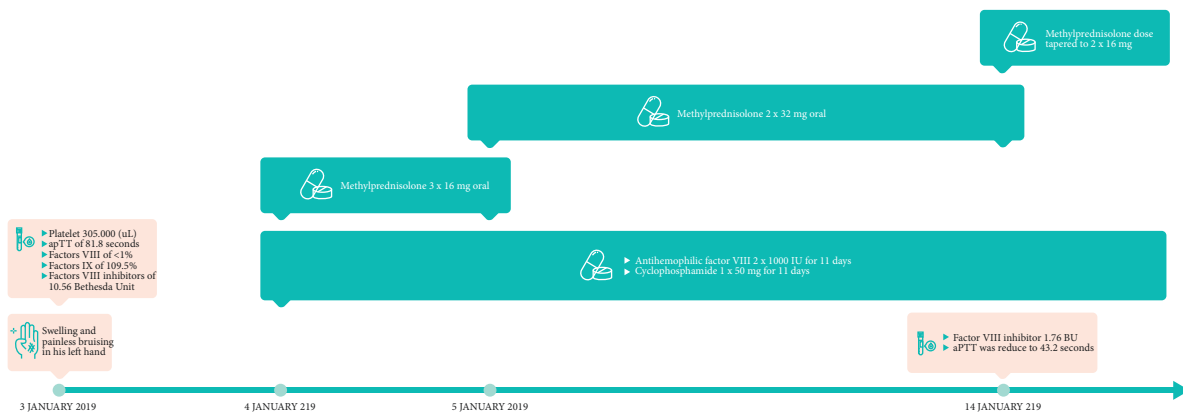 Methylprednisolone dose
tapered to 2 x 16 mg
Methylprednisolone 2 x 32 mg oral
Methylprednisolone 3 x 16 mg oral
Platelet 305.000 (uL)
apTT of 81.8 seconds
Factors VIII of <1%
Factors IX of 109.5%
Factors VIII inhibitors of
10.56 Bethesda Unit
Antihemophilic factor VIII 2 x 1000 IU for 11 days
Cyclophosphamide 1 x 50 mg for 11 days
Swelling and
painless bruising
in his left hand
Factor VIII inhibitor 1.76 BU
aPTT was reduce to 43.2 seconds
3 JANUARY 2019
4 JANUARY 219
5 JANUARY 2019
14 JANUARY 219